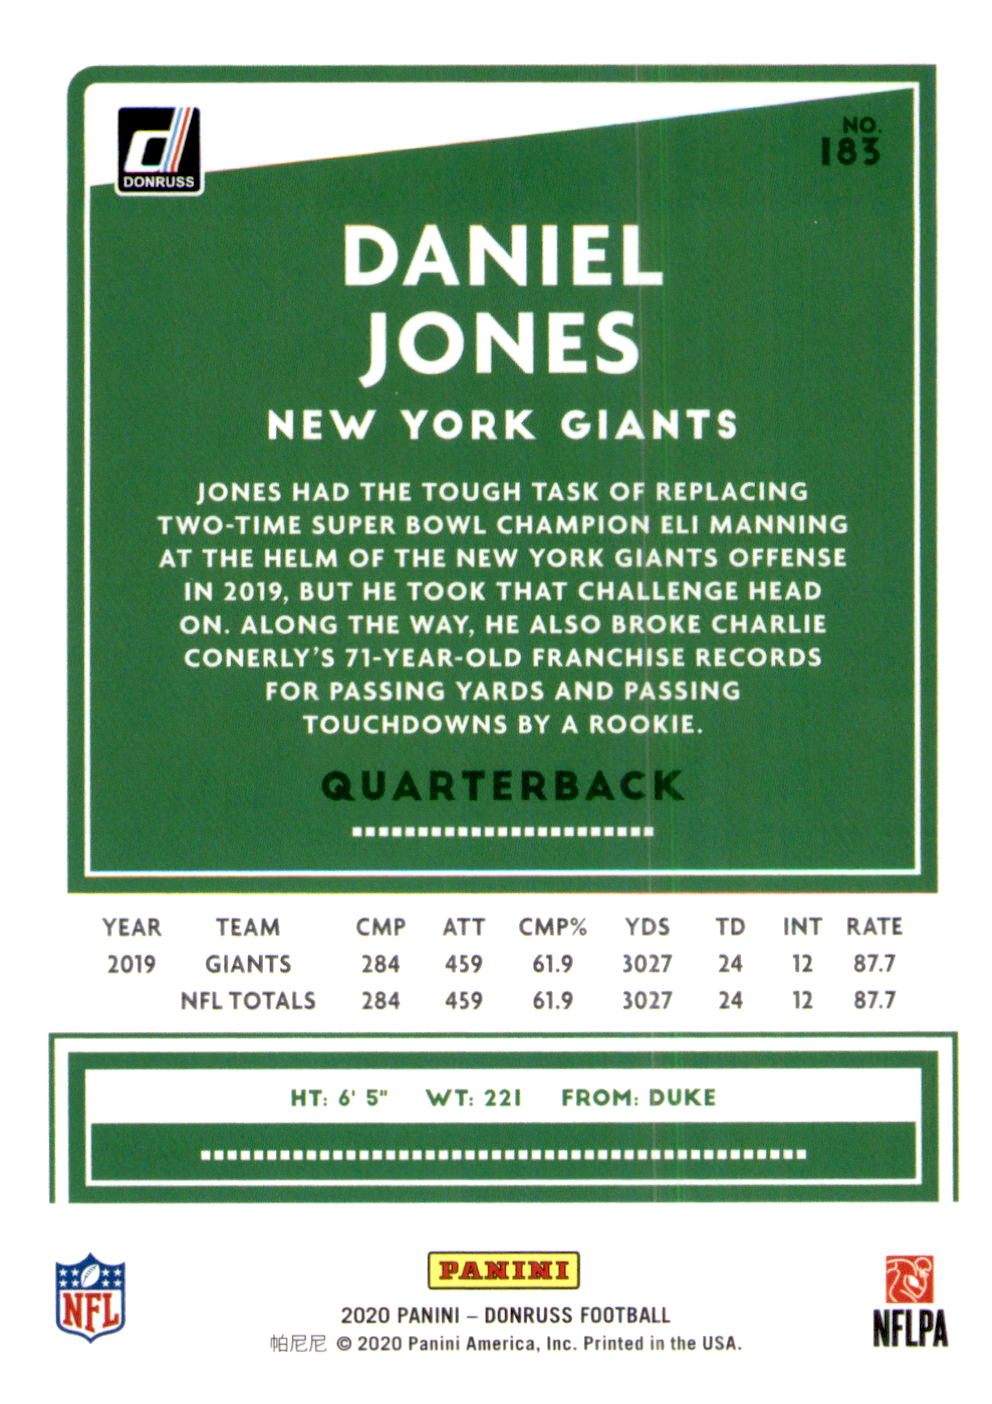 DONRUSS
NO.
183
DANIEL
JONES
NEW YORK GIANTS
JONES HAD THE TOUGH TASK OF REPLACING
TWO-TIME SUPER BOWL CHAMPION ELI MANNING
AT THE HELM OF THE NEW YORK GIANTS OFFENSE
IN 2019, BUT HE TOOK THAT CHALLENGE HEAD
ON. ALONG THE WAY, HE ALSO BROKE CHARLIE
CONERLY'S 71-YEAR-OLD FRANCHISE RECORDS
FOR PASSING YARDS AND PASSING
TOUCHDOWNS BY A ROOKIE.
QUARTERBACK
YEAR TEAM CMP ATT CMP% YDS TD INT RATE
2019 GIANTS 284 459 61.9 3027 24 12 87.7
NFL TOTALS 284 459 61.9 3027 24 12 87.7
HT: 6' 5" WT: 221 FROM: DUKE
NFL
PANINI
NFLPA
2020 PANINI – DONRUSS FOOTBALL
帕尼尼 © 2020 Panini America, Inc. Printed in the USA.